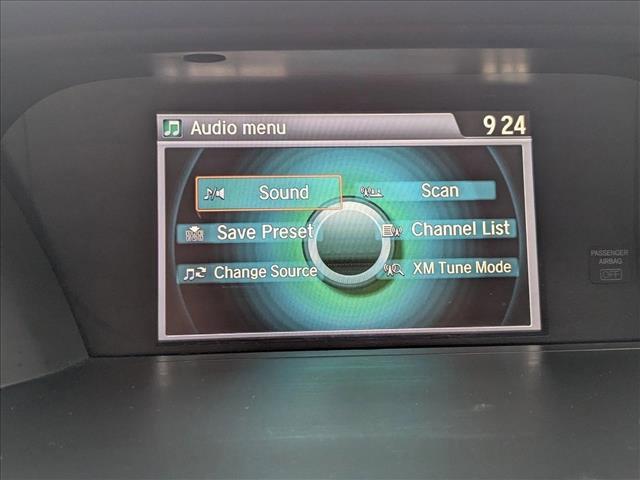 Audio menu
9 24
Sound
Scan
Save Preset
Channel List
Change Source
XM Tune Mode
PASSENGER
AIRBAG
OFF